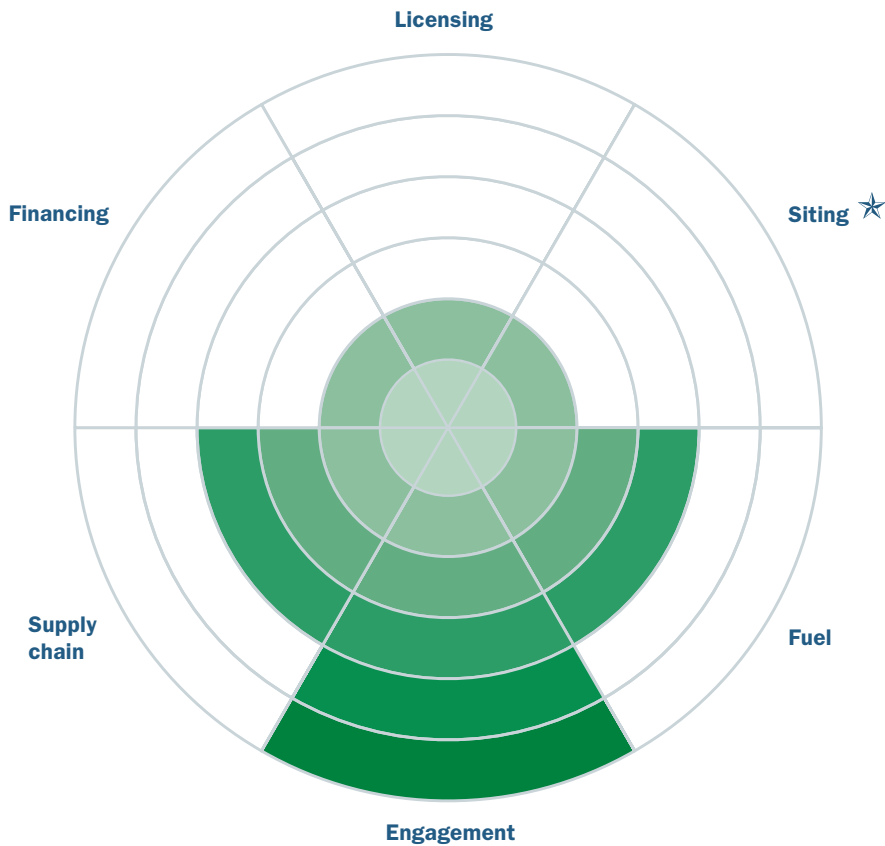 Licensing
Financing
Siting
Supply
chain
Fuel
Engagement